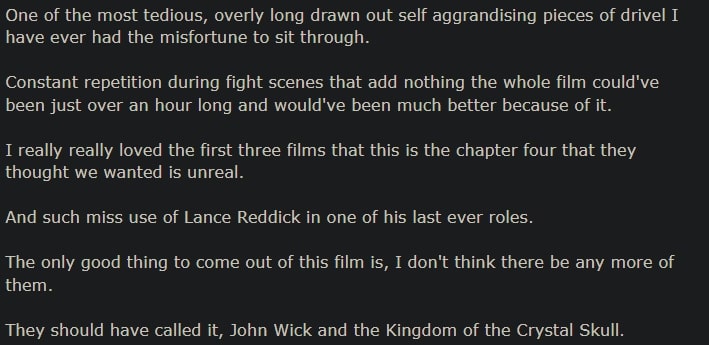 One of the most tedious, overly long drawn out self aggrandising pieces of drivel I
have ever had the misfortune to sit through.
Constant repetition during fight scenes that add nothing the whole film could've
been just over an hour long and would've been much better because of it.
I really really loved the first three films that this is the chapter four that they
thought we wanted is unreal.
And such miss use of Lance Reddick in one of his last ever roles.
The only good thing to come out of this film is, I don't think there be any more of
them.
They should have called it, John Wick and the Kingdom of the Crystal Skull.